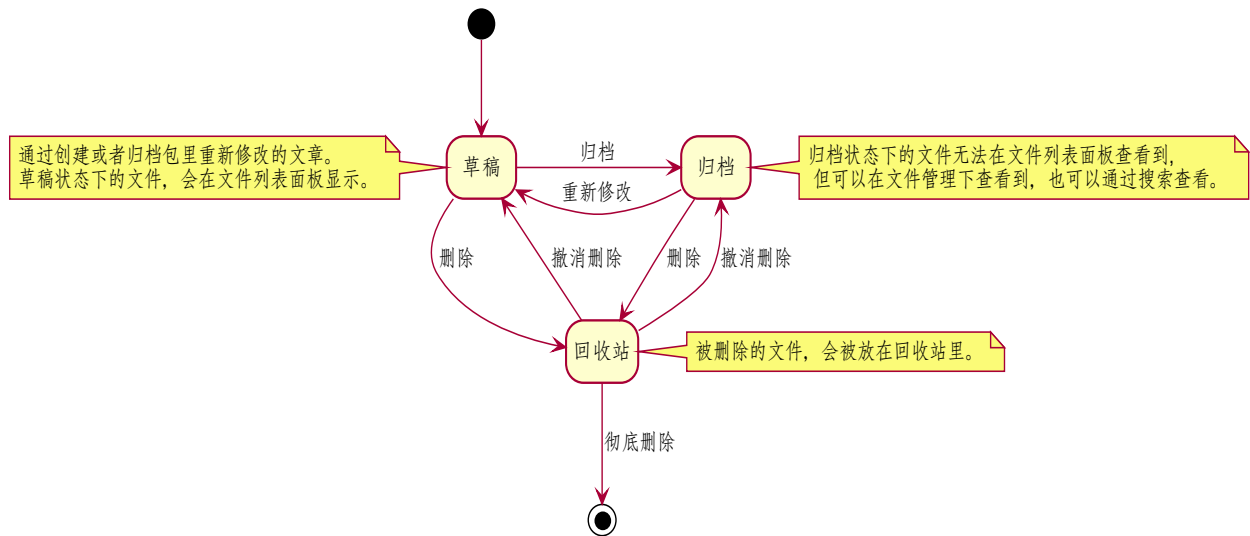 通过创建或者归档包里重新修改的文章。
草稿状态下的文件，会在文件列表面板显示。
草稿
归档
重新修改
归档
归档状态下的文件无法在文件列表面板查看到，
但可以在文件管理下查看到，也可以通过搜索查看。
删除
撤消删除
删除
撤消删除
回收站
被删除的文件，会被放在回收站里。
彻底删除